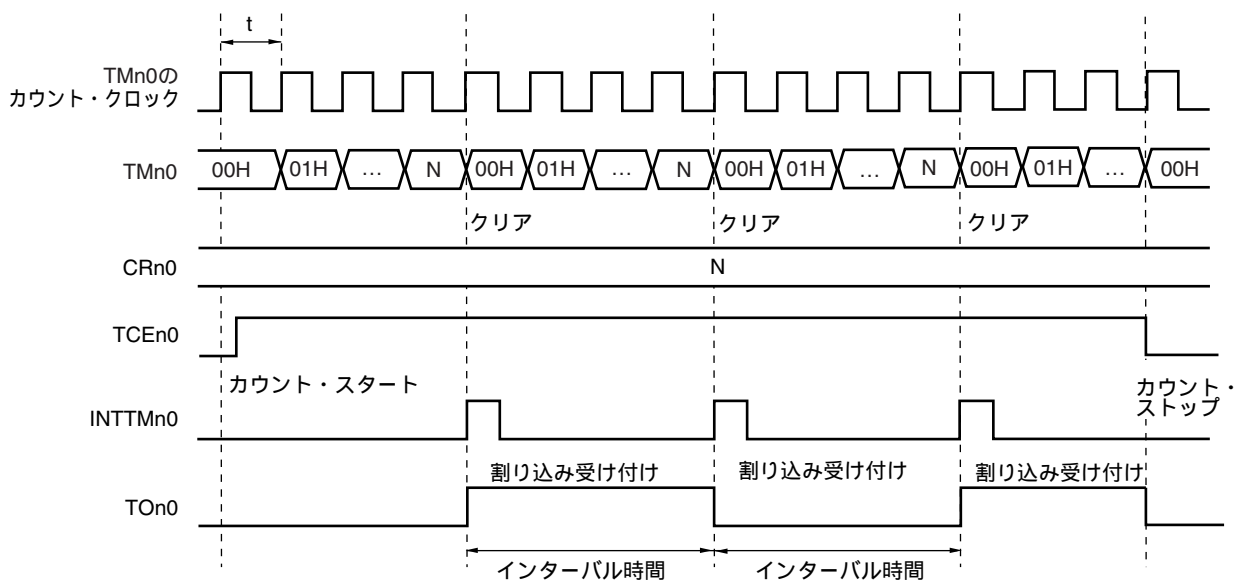 t
TMn0の
カウント・クロック
TMn0 00H 01H … N 00H 01H … N 00H 01H … N 00H 01H … 00H
クリア クリア クリア
CRn0 N
TCEn0
カウント・スタート カウント・
ストップ
INTTMn0
割り込み受け付け 割り込み受け付け 割り込み受け付け
TOn0
インターバル時間 インターバル時間